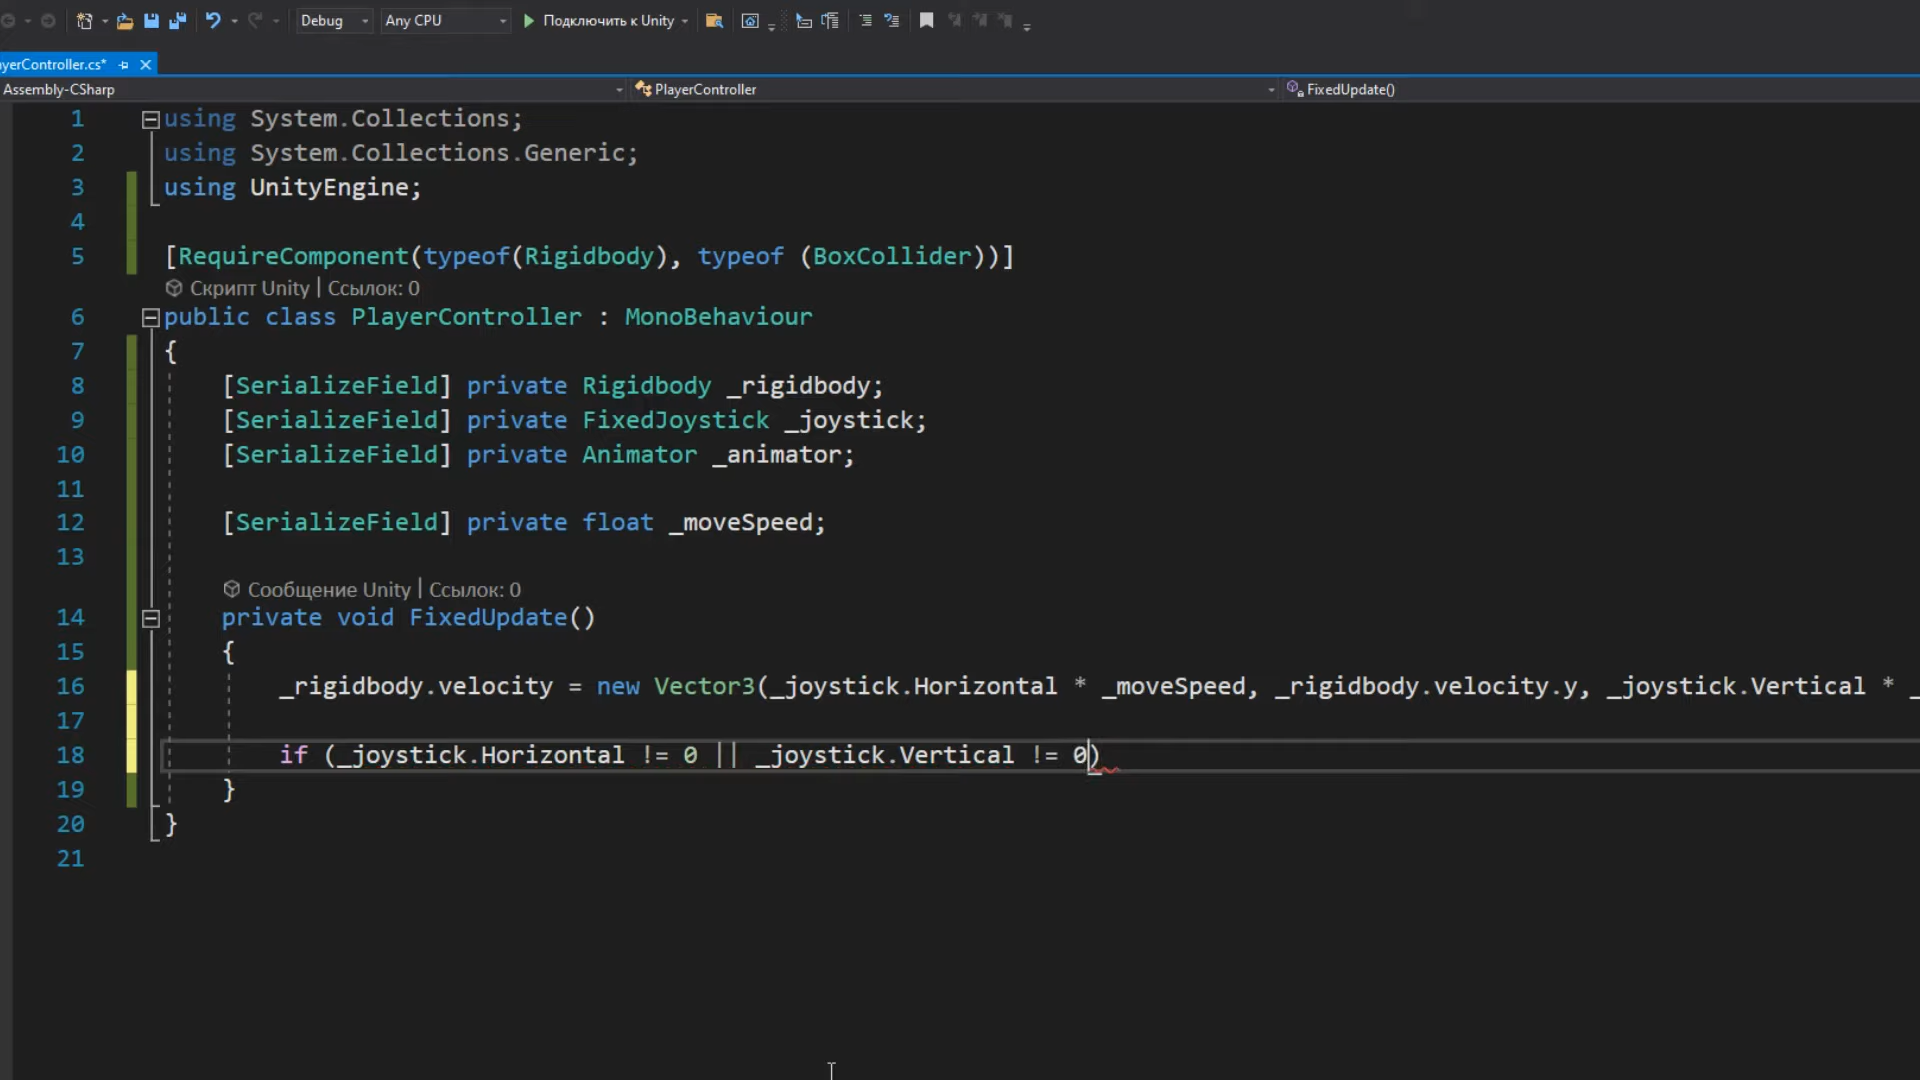 Debug
Any CPU
Подключить к Unity
yerController.cs*
Assembly-CSharp
PlayerController
FixedUpdate()
1 using System.Collections;
2 using System.Collections.Generic;
3 using UnityEngine;
4
5 [RequireComponent(typeof(Rigidbody), typeof (BoxCollider))]
Скрипт Unity | Ссылок: 0
6 public class PlayerController : MonoBehaviour
7 {
8 [SerializeField] private Rigidbody _rigidbody;
9 [SerializeField] private FixedJoystick _joystick;
10 [SerializeField] private Animator _animator;
11
12 [SerializeField] private float _moveSpeed;
13
Сообщение Unity | Ссылок: 0
14 private void FixedUpdate()
15 {
16 _rigidbody.velocity = new Vector3(_joystick.Horizontal * _moveSpeed, _rigidbody.velocity.y, _joystick.Vertical * _
17
18 if (_joystick.Horizontal != 0 || _joystick.Vertical != 0)
19 }
20 }
21